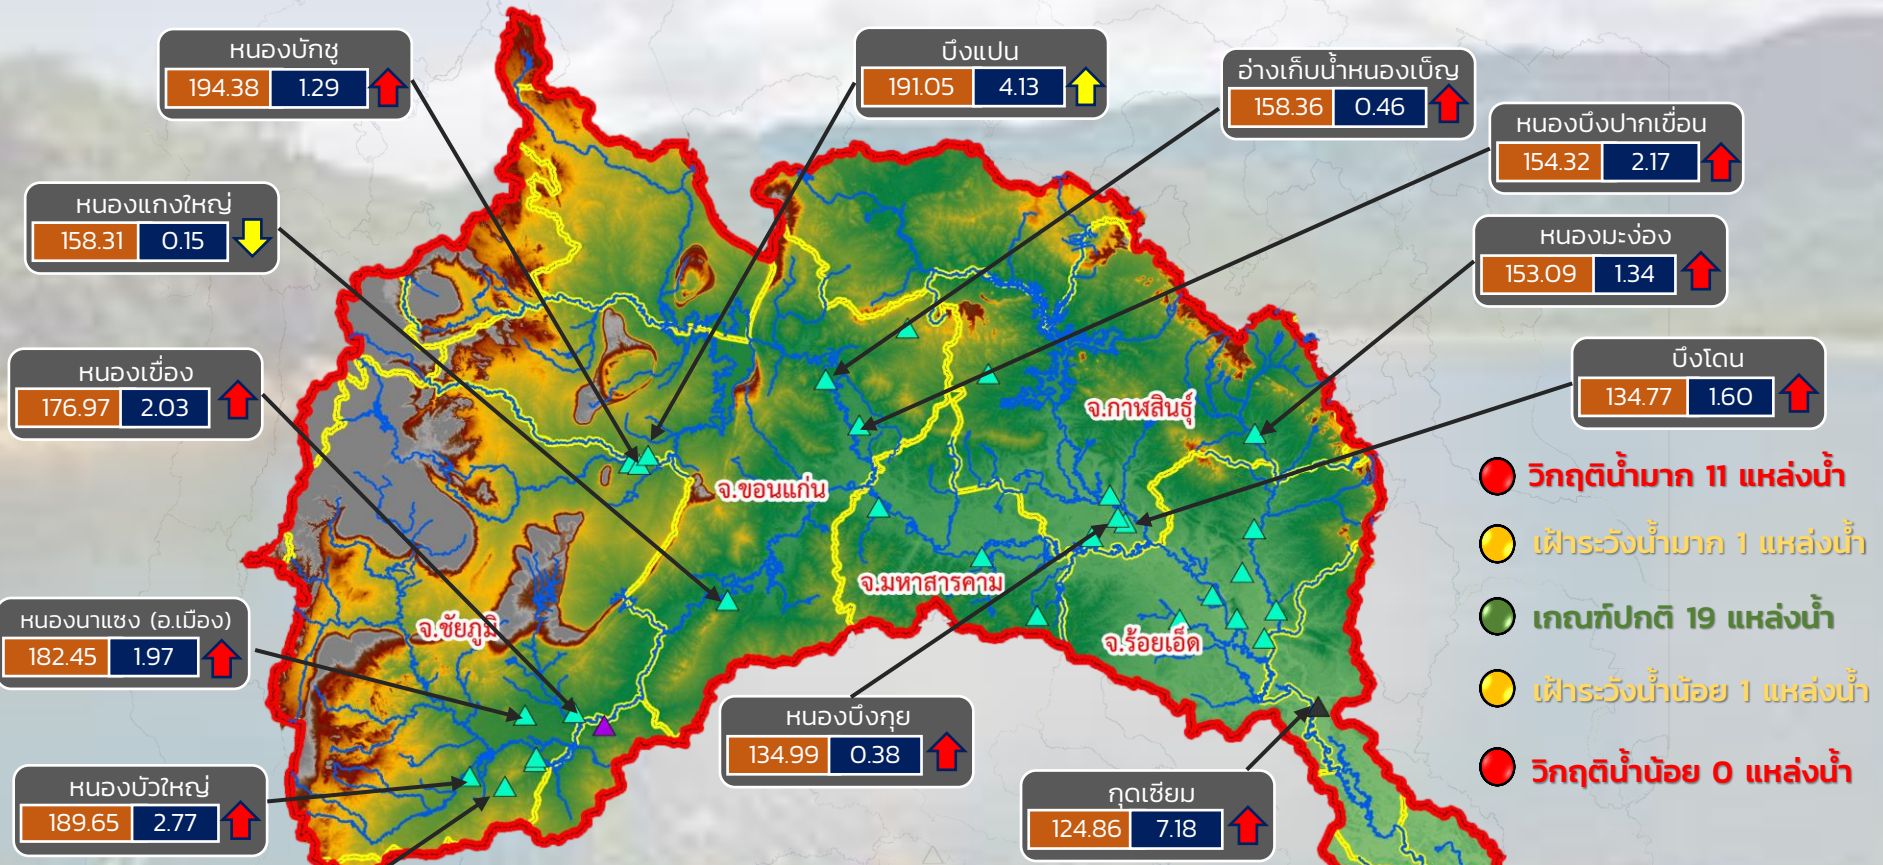 หนองบักชู
194.38 1.29
บึงแปน
191.05 4.13
อ่างเก็บน้ำหนองเบ็ญ
158.36 0.46
หนองบึงปากเขื่อน
154.32 2.17
หนองแกงใหญ่
158.31 0.15
หนองมะง่อง
153.09 1.34
หนองเขื่อง
176.97 2.03
บึงโดน
134.77 1.60
จ.กาฬสินธุ์
จ.ขอนแก่น
จ.มหาสารคาม
จ.ชัยภูมิ
จ.ร้อยเอ็ด
วิกฤติน้ำมาก 11 แหล่งน้ำ
เฝ้าระวังน้ำมาก 1 แหล่งน้ำ
เกณฑ์ปกติ 19 แหล่งน้ำ
เฝ้าระวังน้ำน้อย 1 แหล่งน้ำ
วิกฤติน้ำน้อย 0 แหล่งน้ำ
หนองนาแซง (อ.เมือง)
182.45 1.97
หนองบึงกุย
134.99 0.38
หนองบัวใหญ่
189.65 2.77
กุดเซียม
124.86 7.18